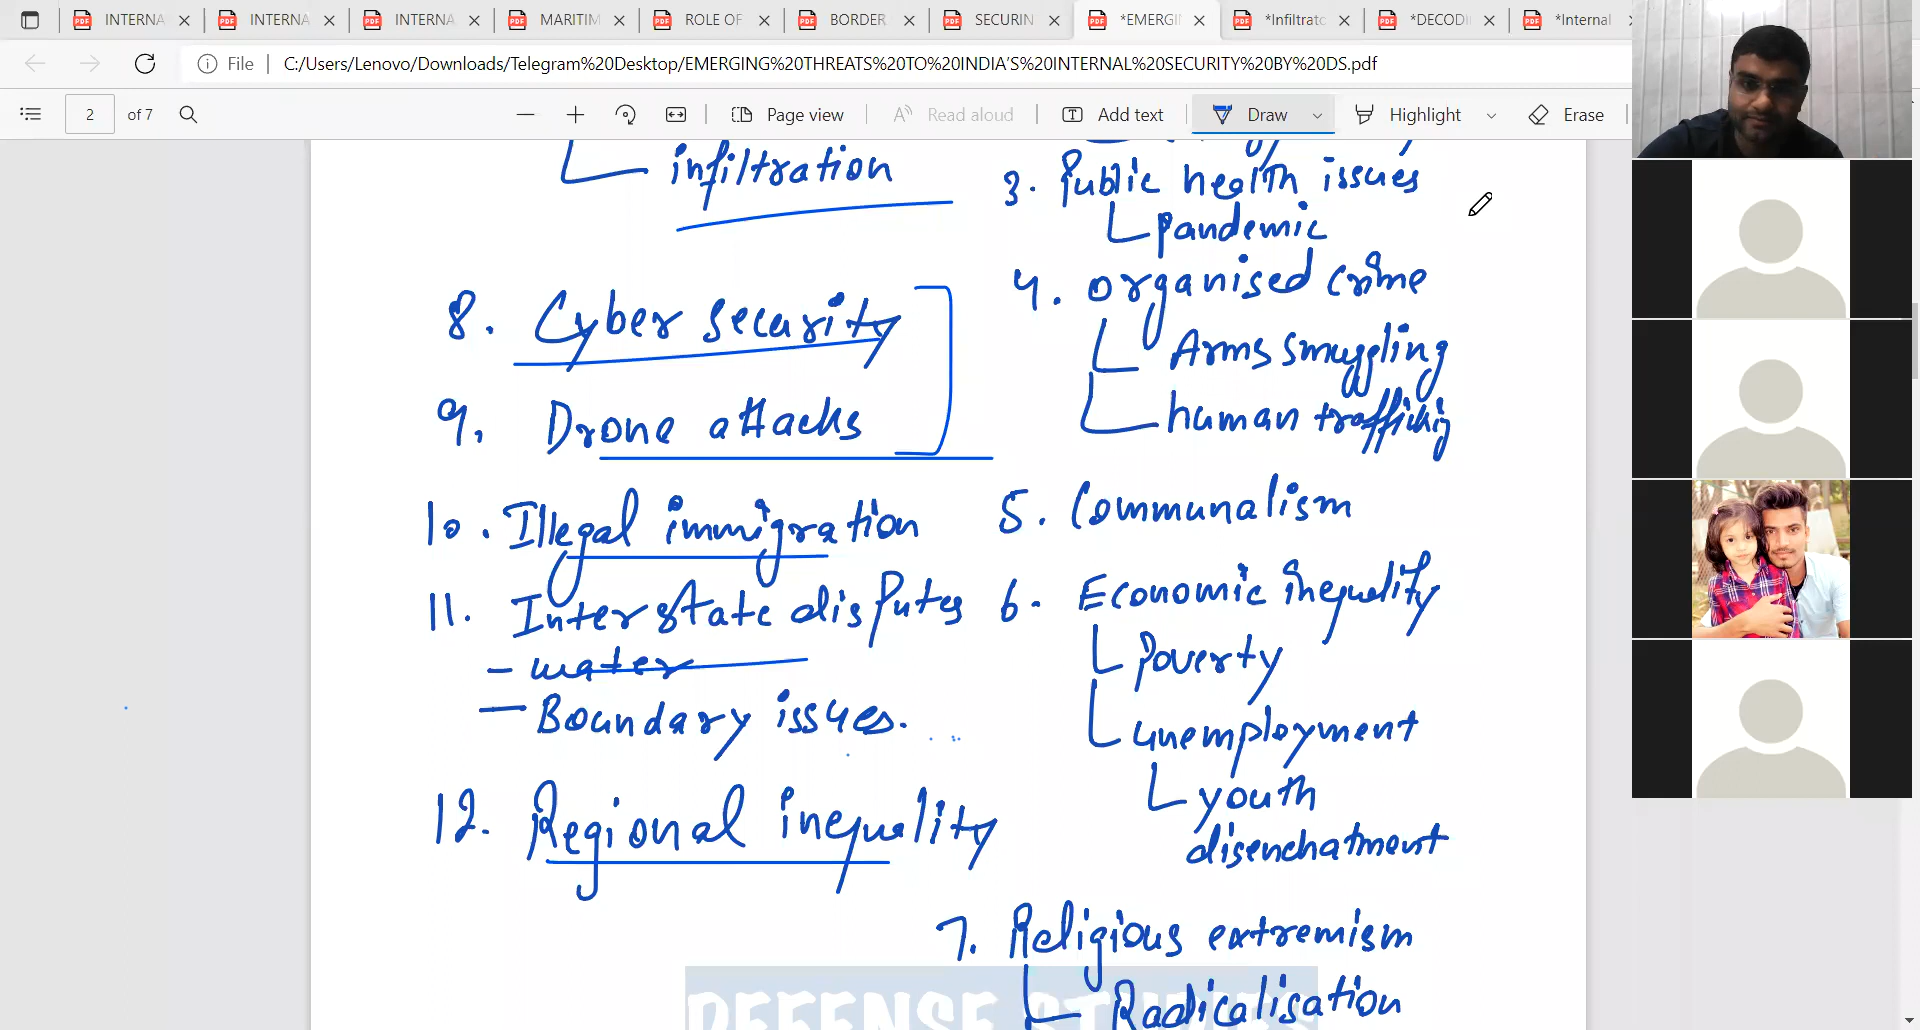 INTERNA
INTERNA
INTERNA
MARITIM
ROLE OF
BORDER
SECURIN
*EMERGI
*Infiltrato
*DECODI
*Internal
File
C:/Users/Lenovo/Downloads/Telegram%20Desktop/EMERGING%20THREATS%20TO%20INDIA'S%20INTERNAL%20SECURITY%20BY%20DS.pdf
2 of 7
Page view
Read aloud
Add text
Draw
Highlight
Erase
infiltration
8. Cyber security
9. Drone attacks
10. Illegal immigration
11. Interstate disputes
- water
- Boundary issues.
12. Regional inequality
3. Public health issues
pandemic
4. organised crime
Arms smuggling
human trafficking
5. Communalism
6. Economic inequality
Poverty
unemployment
youth
disenchatment
7. Religious extremism
Radicalisation
DEFENSE STUDIES